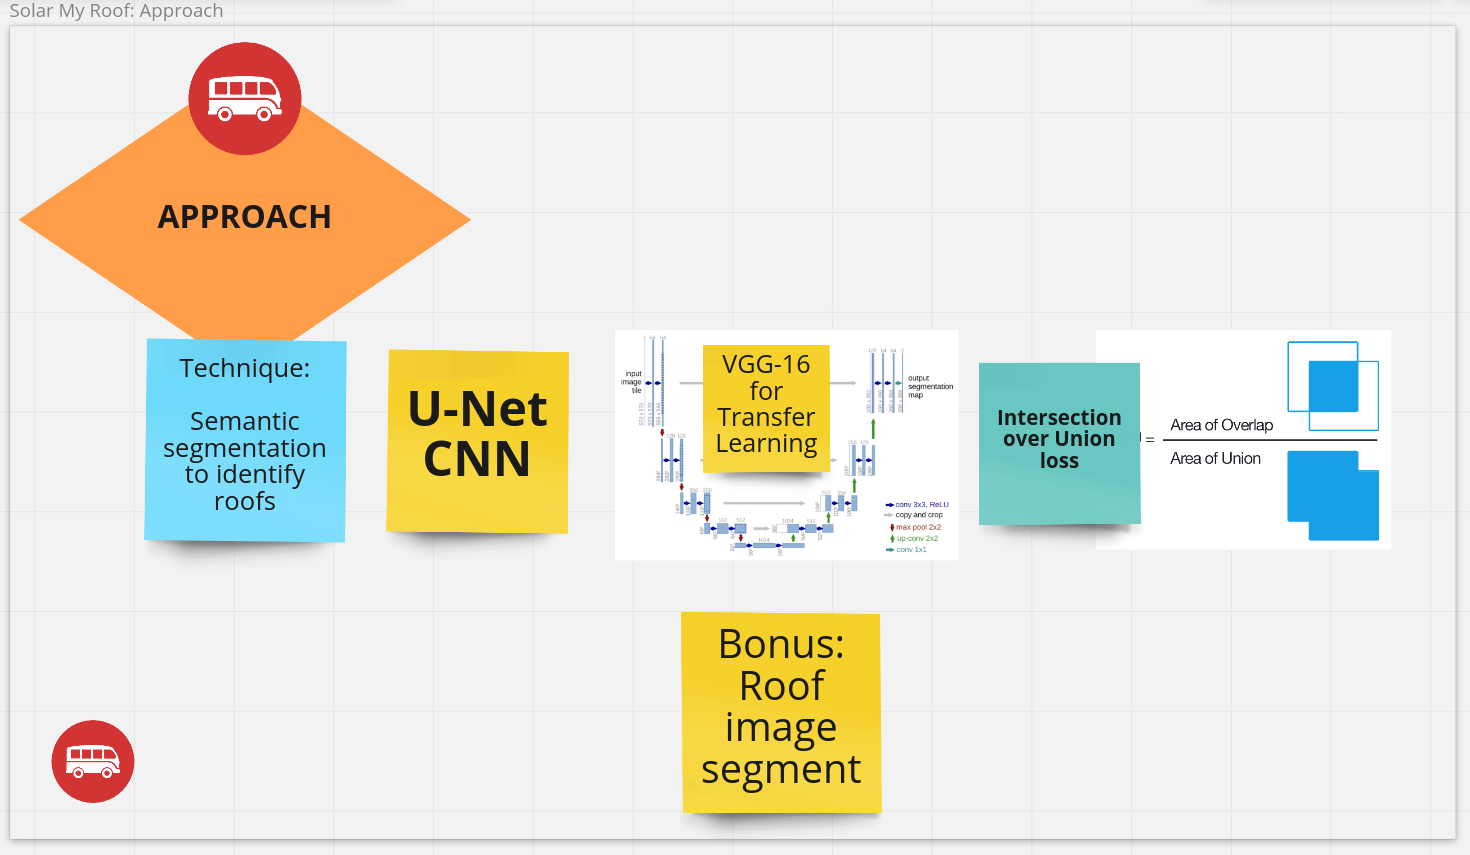 Solar My Roof: Approach
APPROACH
Technique:
Semantic
segmentation
to identify
roofs
U-Net
CNN
input
image
tile
VGG-16
for
Transfer
Learning
output
segmentation
map
conv 3x3, ReLU
copy and crop
max pool 2x2
up-conv 2x2
conv 1x1
Intersection
over Union
loss
=
Area of Overlap
Area of Union
Bonus:
Roof
image
segment